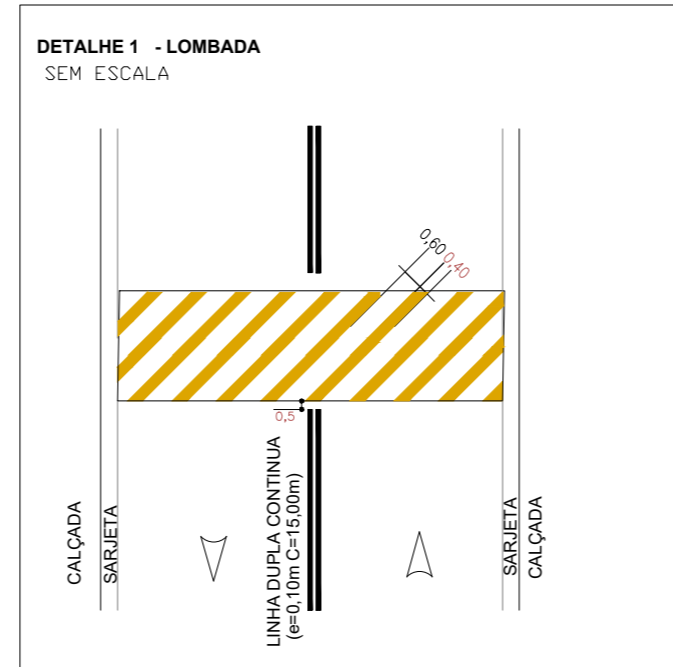 DETALHE 1 - LOMBADA
SEM ESCALA
0,60
0,40
0,5
CALÇADA
SARJETA
LINHA DUPLA CONTINUA
(e=0,10m C=15,00m)
SARJETA
CALÇADA